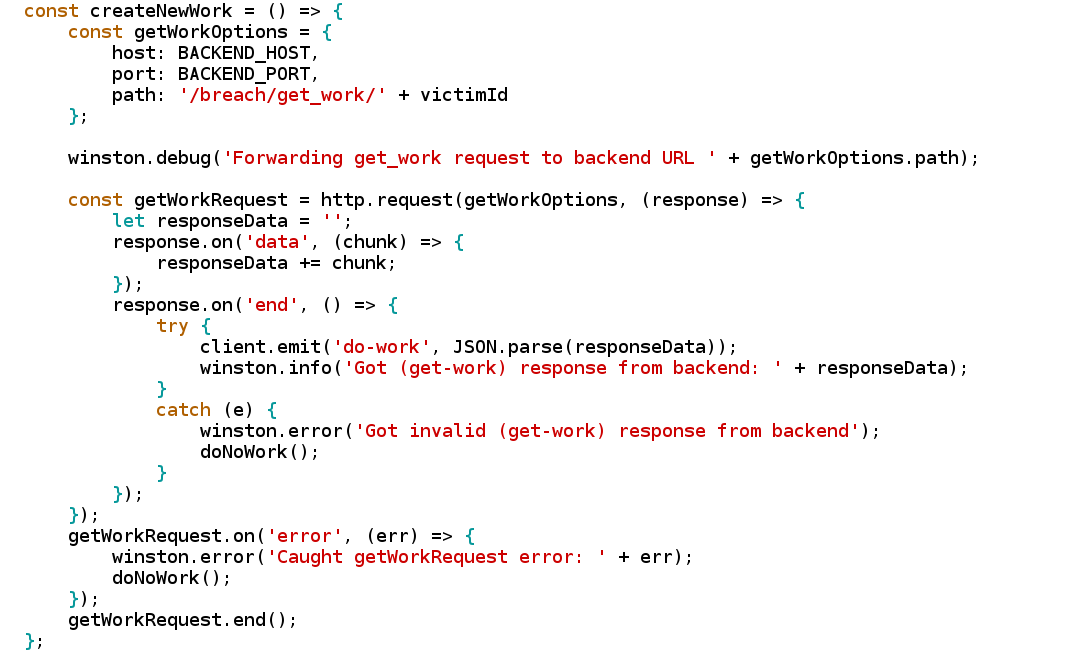 const createNewWork = () => {
    const getWorkOptions = {
        host: BACKEND_HOST,
        port: BACKEND_PORT,
        path: '/breach/get_work/' + victimId
    };

    winston.debug('Forwarding get_work request to backend URL ' + getWorkOptions.path);

    const getWorkRequest = http.request(getWorkOptions, (response) => {
        let responseData = '';
        response.on('data', (chunk) => {
            responseData += chunk;
        });
        response.on('end', () => {
            try {
                client.emit('do-work', JSON.parse(responseData));
                winston.info('Got (get-work) response from backend: ' + responseData);
            }
            catch (e) {
                winston.error('Got invalid (get-work) response from backend');
                doNoWork();
            }
        });
    });
    getWorkRequest.on('error', (err) => {
        winston.error('Caught getWorkRequest error: ' + err);
        doNoWork();
    });
    getWorkRequest.end();
};